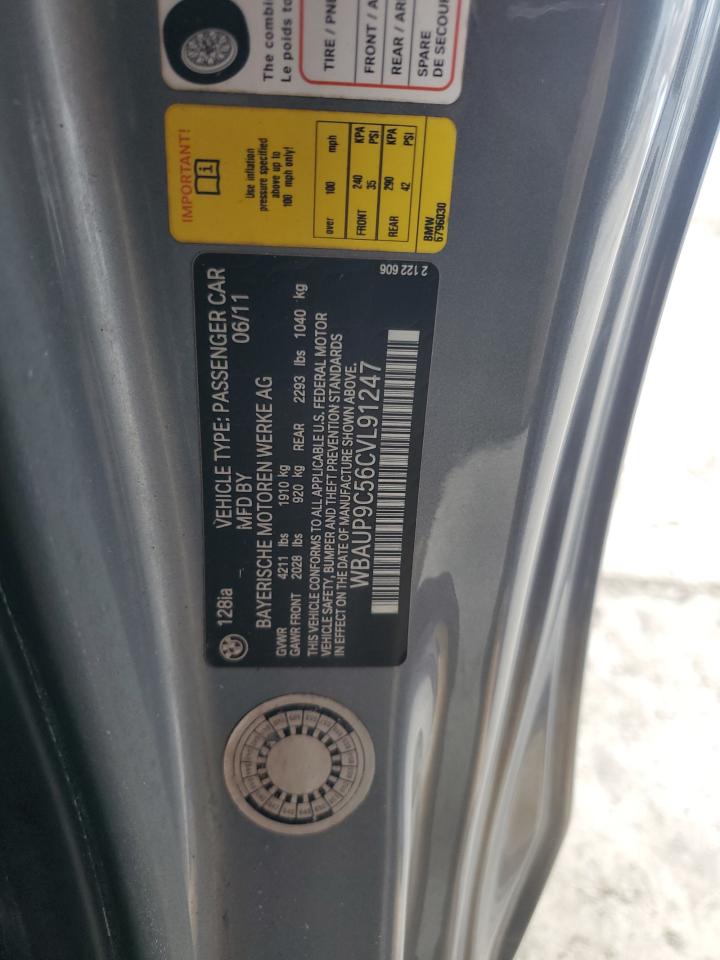 The combi
Le poids to
TIRE / PNE
FRONT / A
REAR / AR
SPARE
DE SECOUR
IMPORTANT!
Use inflation
pressure specified
above up to
100 mph only!
over 100 mph
FRONT 240 KPA
35 PSI
REAR 290 KPA
42 PSI
BMW
6796030
128ia
VEHICLE TYPE: PASSENGER CAR
MFD BY 06/11
BAYERISCHE MOTOREN WERKE AG
GVWR 4211 lbs 1910 kg
GAWR FRONT 2028 lbs 920 kg REAR 2293 lbs 1040 kg
THIS VEHICLE CONFORMS TO ALL APPLICABLE U.S. FEDERAL MOTOR
VEHICLE SAFETY, BUMPER AND THEFT PREVENTION STANDARDS
IN EFFECT ON THE DATE OF MANUFACTURE SHOWN ABOVE.
WBAUP9C56CVL91247
2 122 606